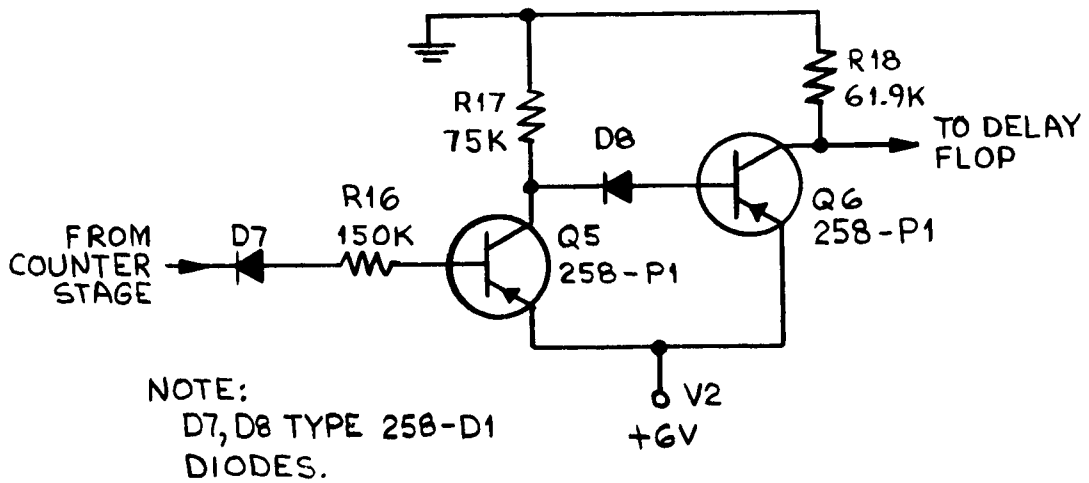 R18
61.9K
R17
75K
D8
TO DELAY
FLOP
R16
150K
D7
FROM
COUNTER
STAGE
Q5
258-P1
Q6
258-P1
V2
+6V
NOTE:
D7, D8 TYPE 258-D1
DIODES.